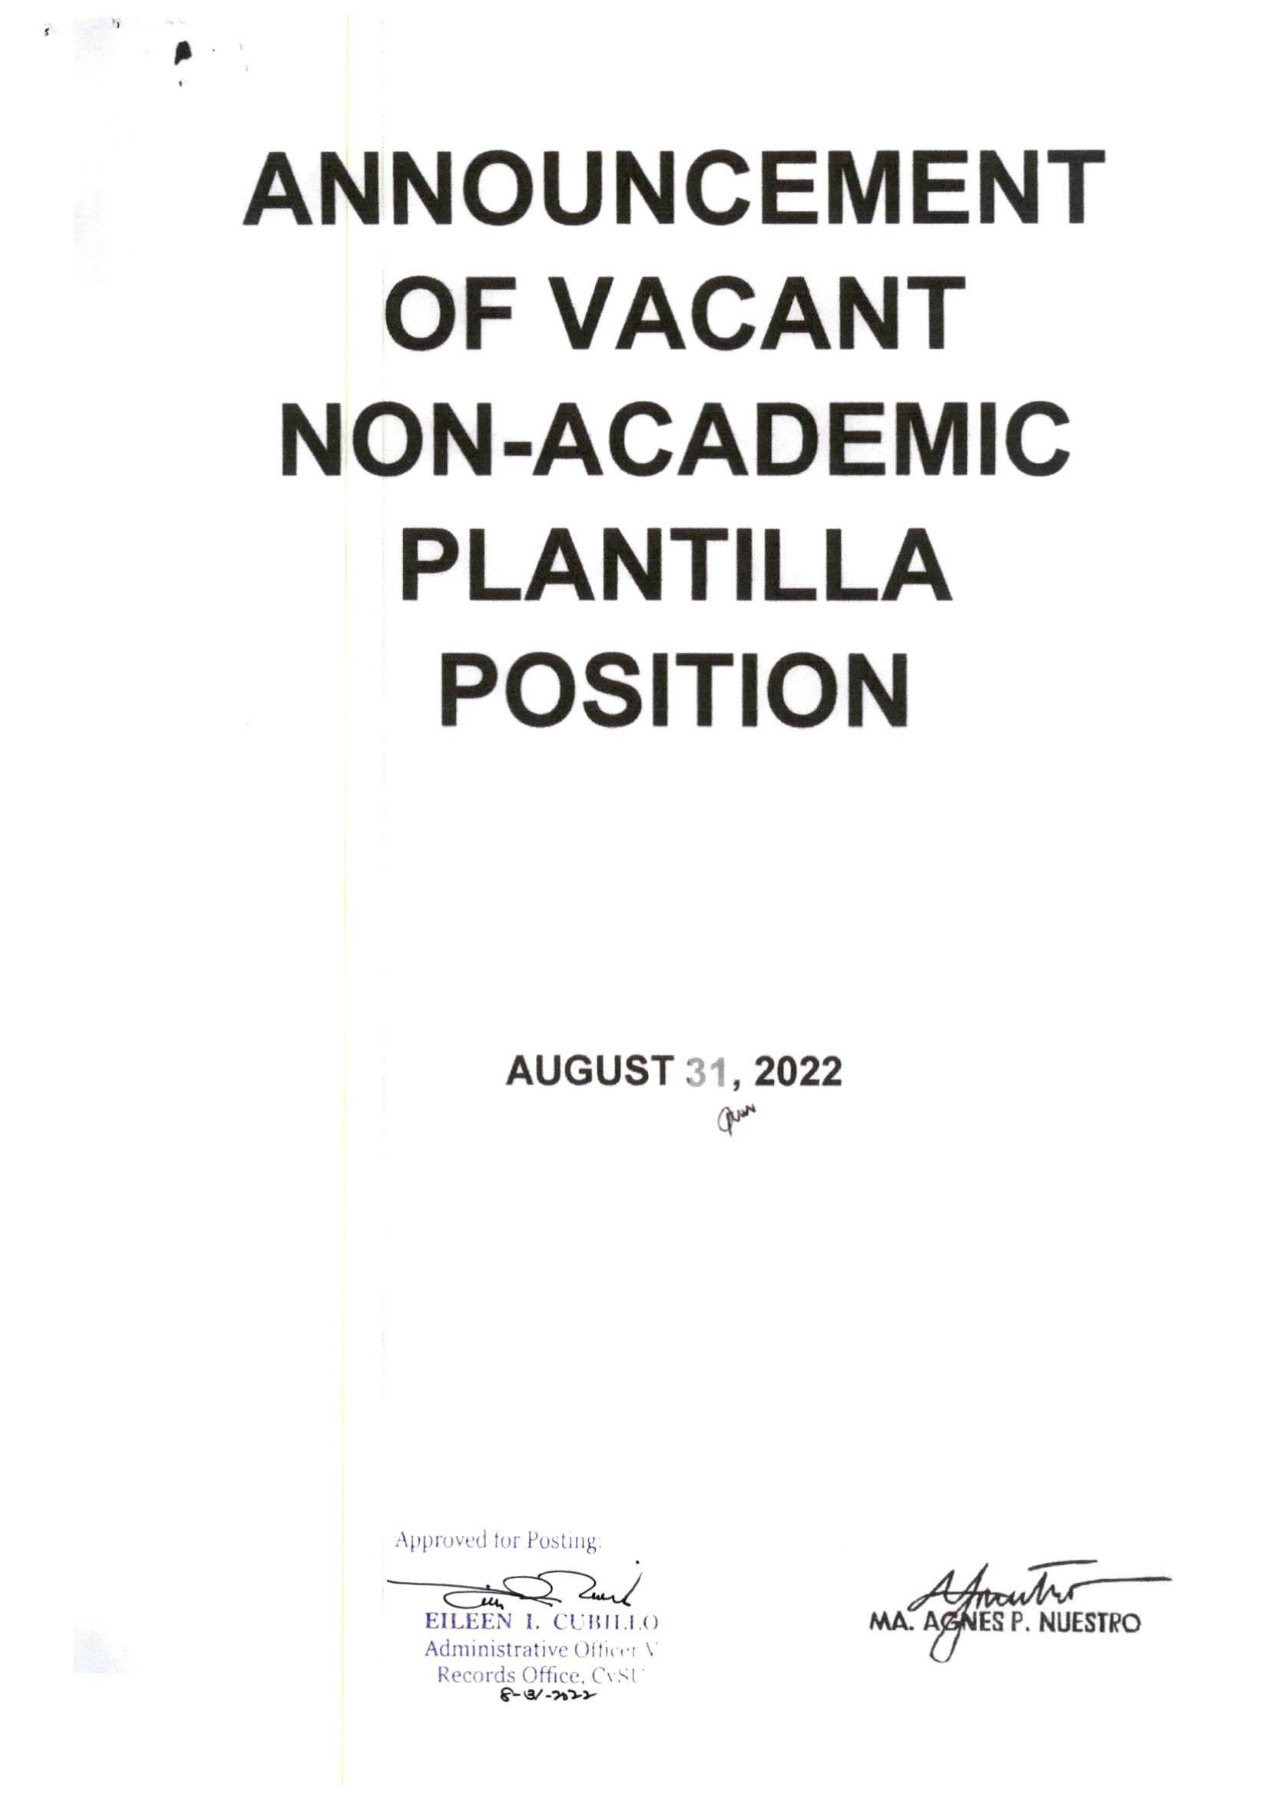 ANNOUNCEMENT
OF VACANT
NON-ACADEMIC
PLANTILLA
POSITION
AUGUST 31, 2022
Approved for Posting:
EILEEN I. CUBILLO
Administrative Officer V
Records Office, CvSU
8-31-2022
MA. AGNES P. NUESTRO